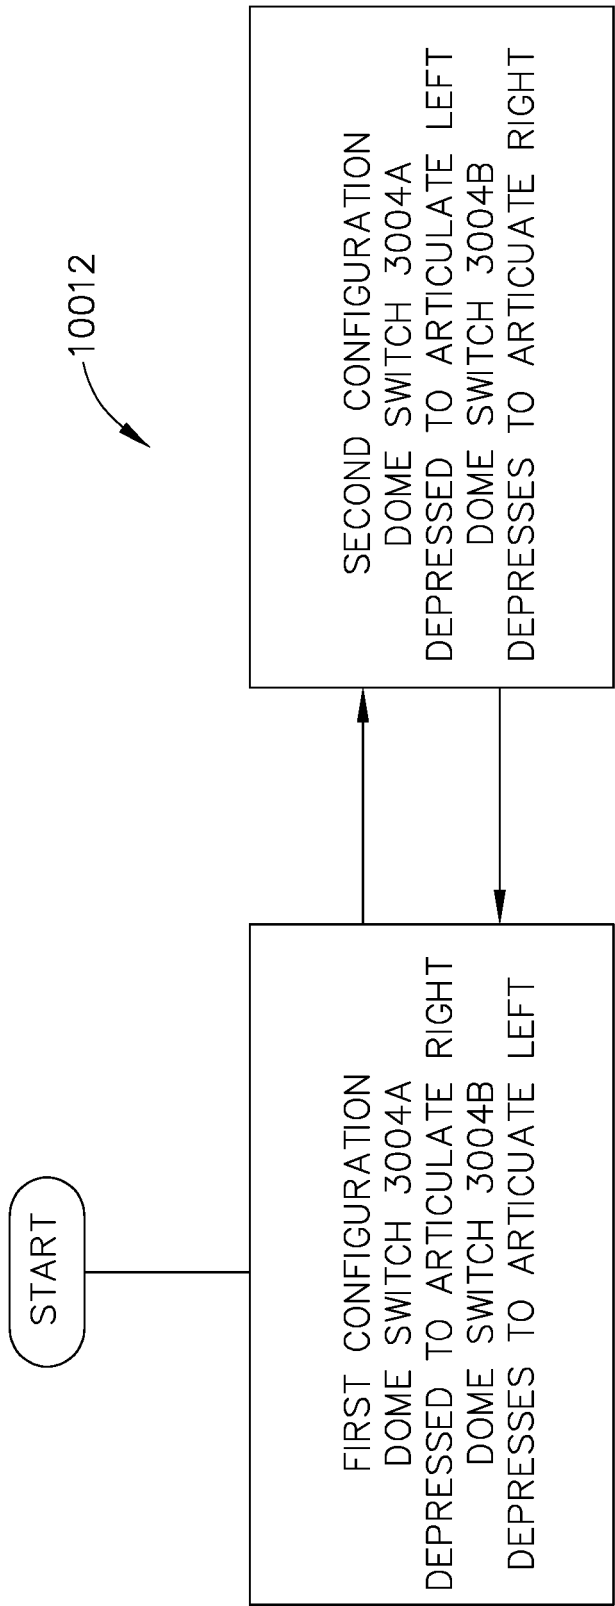 START
10012
FIRST CONFIGURATION
DOME SWITCH 3004A
DEPRESSED TO ARTICULATE RIGHT
DOME SWITCH 3004B
DEPRESSES TO ARTICUATE LEFT
SECOND CONFIGURATION
DOME SWITCH 3004A
DEPRESSED TO ARTICULATE LEFT
DOME SWITCH 3004B
DEPRESSES TO ARTICUATE RIGHT